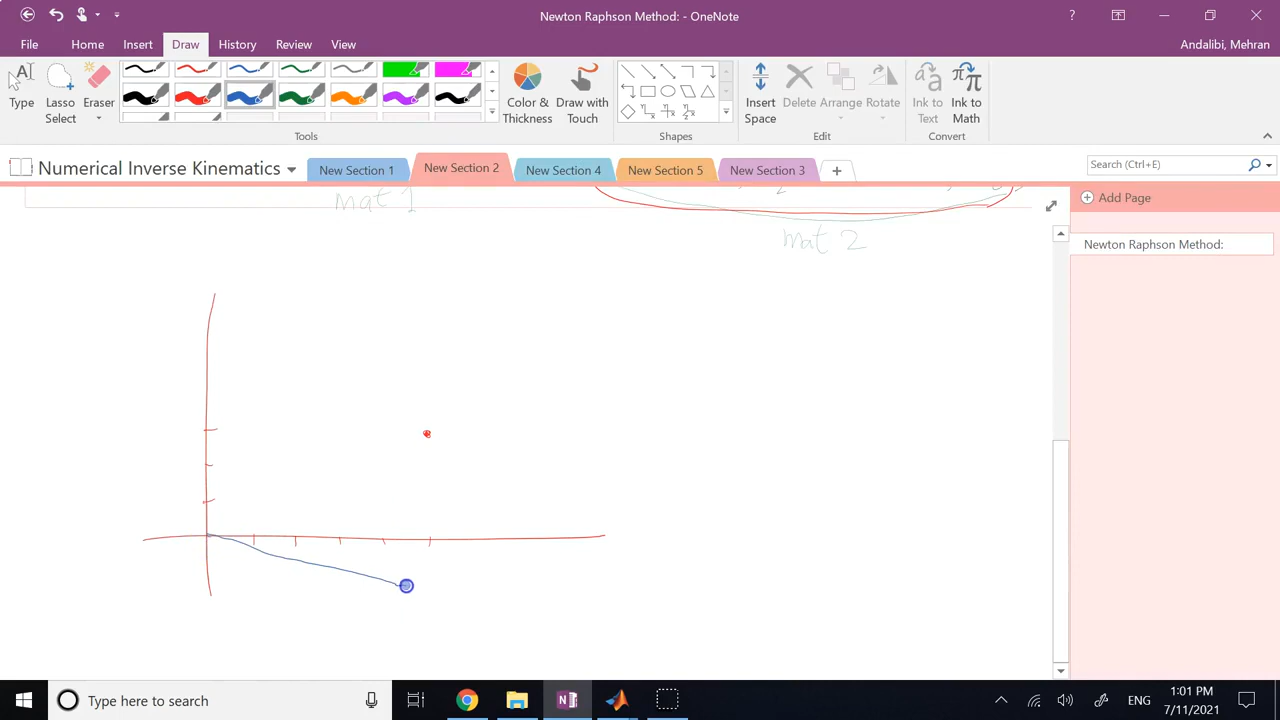 Newton Raphson Method: - OneNote
?
Andalibi, Mehran
File Home Insert Draw History Review View
Type
Lasso Select
Eraser
Color & Thickness
Draw with Touch
Insert Space
Delete
Arrange
Rotate
Ink to Text
Ink to Math
Tools
Shapes
Edit
Convert
Numerical Inverse Kinematics
New Section 1
New Section 2
New Section 4
New Section 5
New Section 3
Search (Ctrl+E)
Add Page
Newton Raphson Method:
mat 1
mat 2
Type here to search
ENG
1:01 PM
7/11/2021